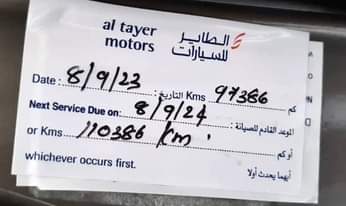 al tayer
motors
الطاير
للسيارات
Date : 8/9/23 التاريخ : Kms 97386 كم
Next Service Due on: 8/9/24 الموعد القادم للصيانة :
or Kms 110386 Km. أو كم
whichever occurs first. أيهما يحدث أولا